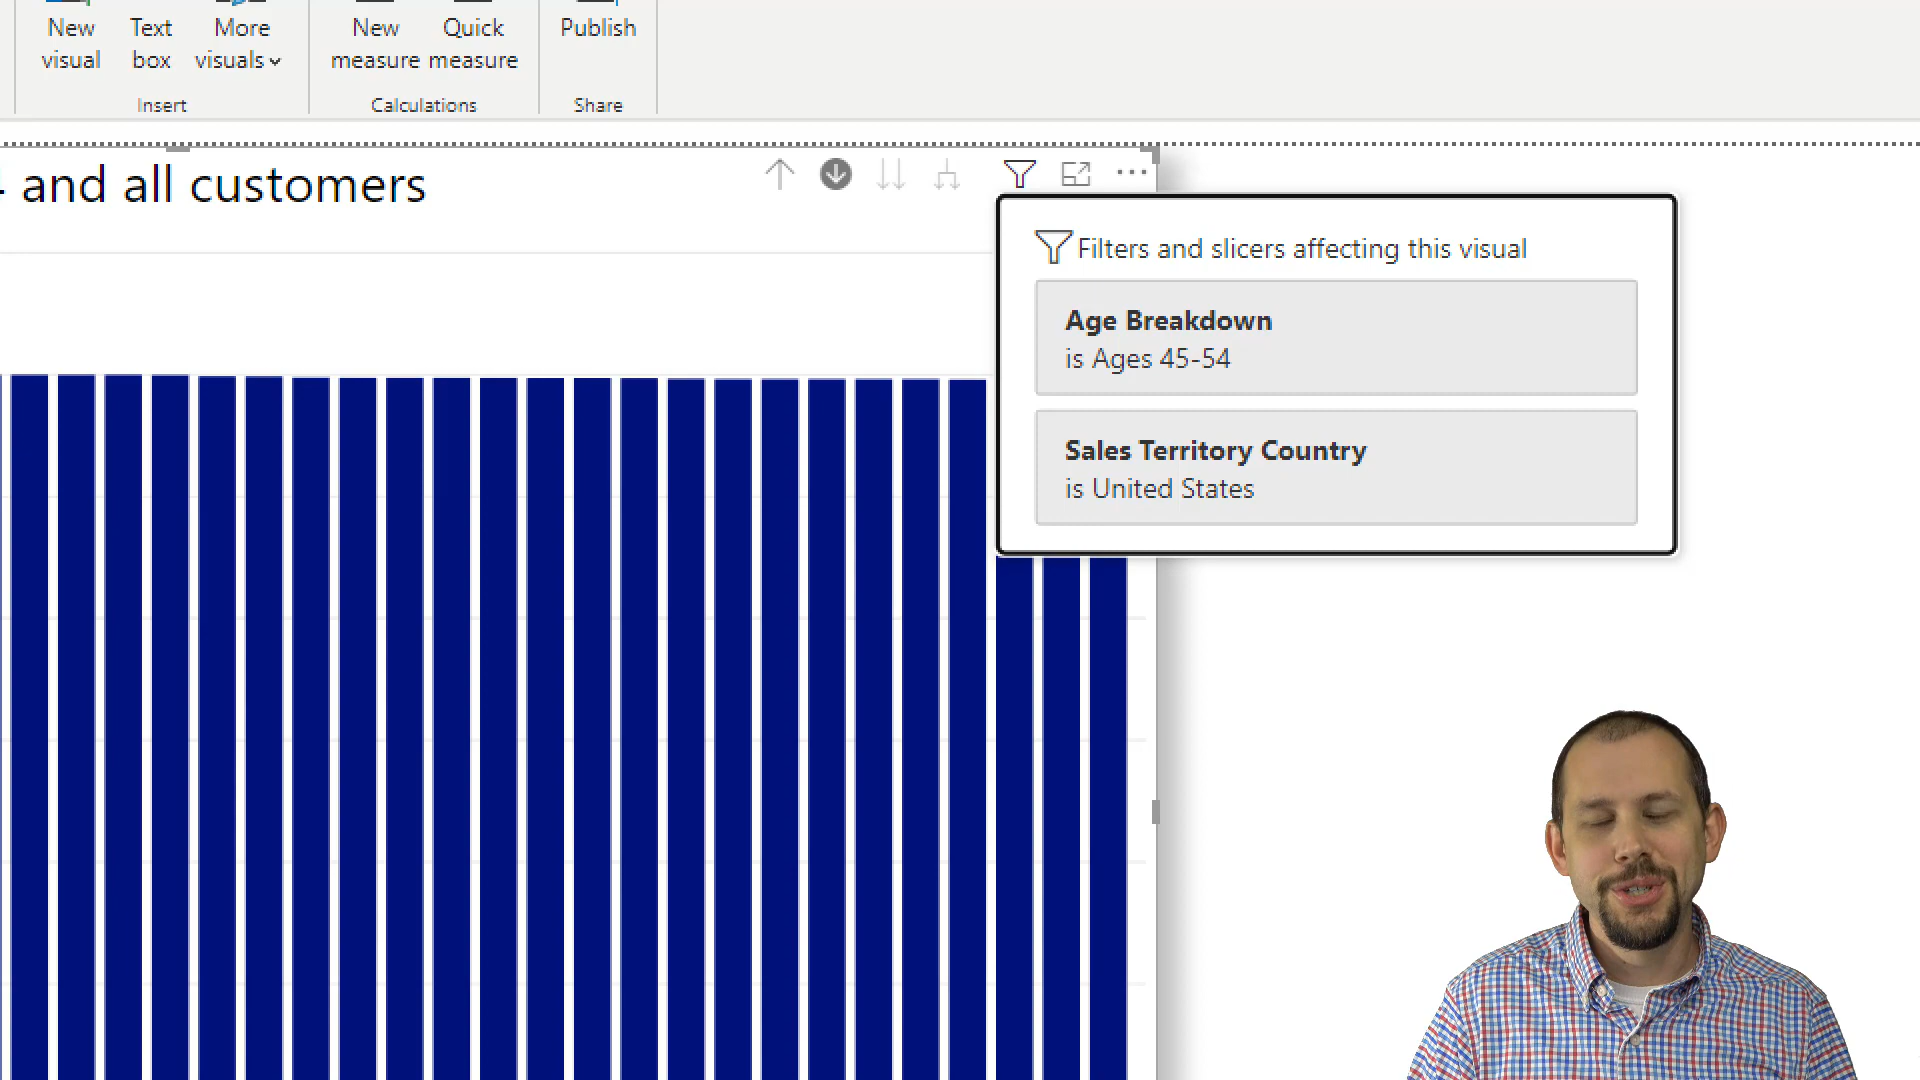 New visual
Text box
More visuals
Insert
New measure
Quick measure
Calculations
Publish
Share
and all customers
Filters and slicers affecting this visual
Age Breakdown
is Ages 45-54
Sales Territory Country
is United States